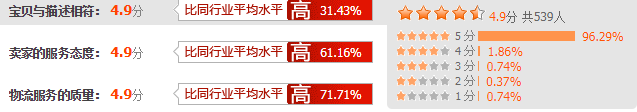 宝贝与描述相符：4.9分 比同行业平均水平 高 31.43%
卖家的服务态度：4.9分 比同行业平均水平 高 61.16%
物流服务的质量：4.9分 比同行业平均水平 高 71.71%
4.9分 共539人
5分 96.29%
4分 1.86%
3分 0.74%
2分 0.37%
1分 0.74%